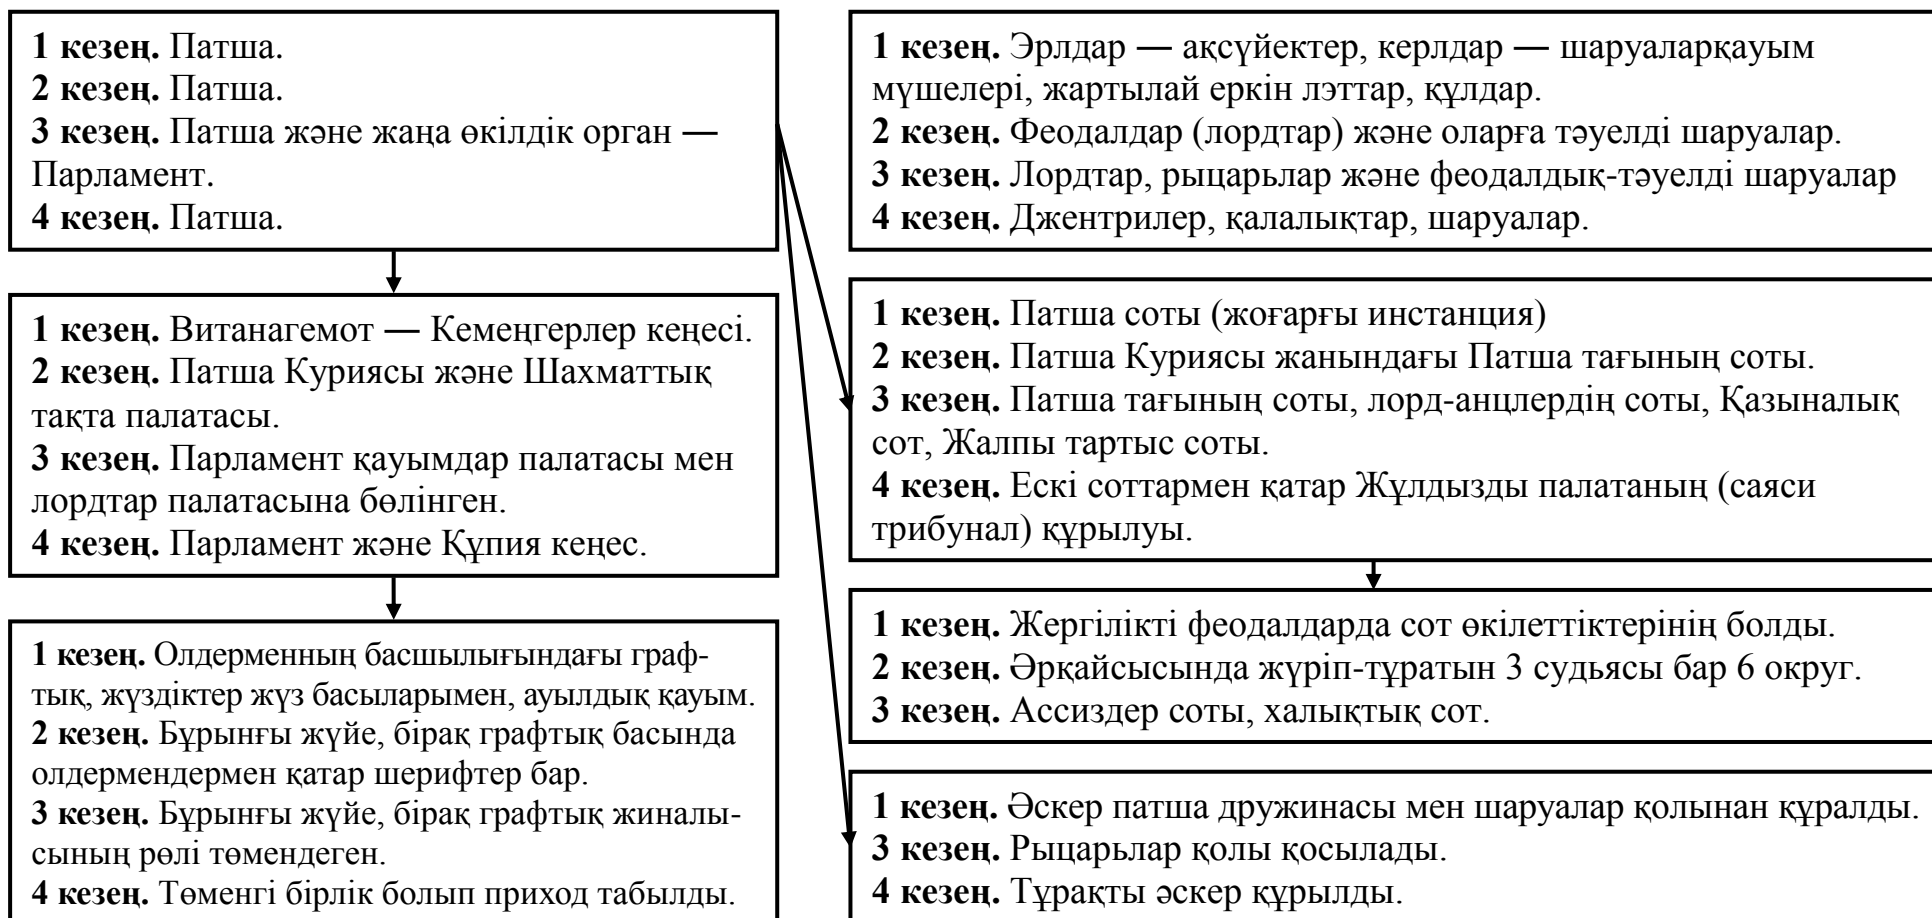 1 кезең. Патша.
2 кезең. Патша.
3 кезең. Патша және жаңа өкілдік орган —
Парламент.
4 кезең. Патша.
1 кезең. Витанагемот — Кемеңгерлер кеңесі.
2 кезең. Патша Куриясы және Шахматтық
тақта палатасы.
3 кезең. Парламент қауымдар палатасы мен
лордтар палатасына бөлінген.
4 кезең. Парламент және Құпия кеңес.
1 кезең. Олдерменның басшылығындағы граф-
тық, жүздіктер жүз басыларымен, ауылдық қауым.
2 кезең. Бұрынғы жүйе, бірақ графтық басында
олдермендермен қатар шерифтер бар.
3 кезең. Бұрынғы жүйе, бірақ графтық жиналы-
сының рөлі төмендеген.
4 кезең. Төменгі бірлік болып приход табылды.
1 кезең. Эрлдар — ақсүйектер, керлдар — шаруаларқауым
мүшелері, жартылай еркін лэттар, құлдар.
2 кезең. Феодалдар (лордтар) және оларға тәуелді шаруалар.
3 кезең. Лордтар, рыцарьлар және феодалдық-тәуелді шаруалар
4 кезең. Джентрилер, қалалықтар, шаруалар.
1 кезең. Патша соты (жоғарғы инстанция)
2 кезең. Патша Куриясы жанындағы Патша тағының соты.
3 кезең. Патша тағының соты, лорд-анцлердің соты, Қазыналық
сот, Жалпы тартыс соты.
4 кезең. Ескі соттармен қатар Жұлдызды палатаның (саяси
трибунал) құрылуы.
1 кезең. Жергілікті феодалдарда сот өкілеттіктерінің болды.
2 кезең. Әрқайсысында жүріп-тұратын 3 судьясы бар 6 округ.
3 кезең. Ассиздер соты, халықтық сот.
1 кезең. Әскер патша дружинасы мен шаруалар қолынан құралды.
3 кезең. Рыцарьлар қолы қосылады.
4 кезең. Тұрақты әскер құрылды.